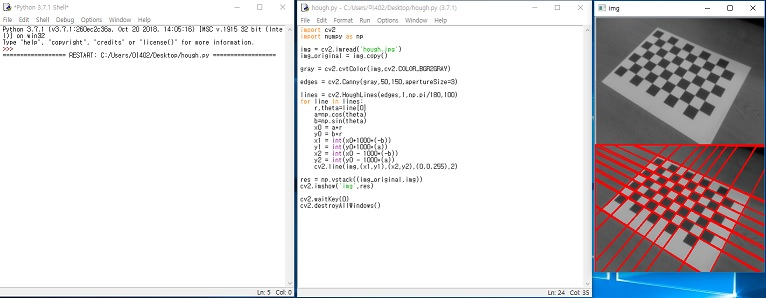 *Python 3.7.1 Shell*
File Edit Shell Debug Options Window Help
Python 3.7.1 (v3.7.1:260ec2c36a, Oct 20 2018, 14:05:16) [MSC v.1915 32 bit (Inte
l)] on win32
Type "help", "copyright", "credits" or "license()" for more information.
>>>
=================== RESTART: C:/Users/이402/Desktop/hough.py ===================
Ln: 5 Col: 0
hough.py - C:/Users/이402/Desktop/hough.py (3.7.1)
File Edit Format Run Options Window Help
import cv2
import numpy as np
img = cv2.imread('hough.jpg')
img_original = img.copy()
gray = cv2.cvtColor(img,cv2.COLOR_BGR2GRAY)
edges = cv2.Canny(gray,50,150,apertureSize=3)
lines = cv2.HoughLines(edges,1,np.pi/180,100)
for line in lines:
r,theta=line[0]
a=np.cos(theta)
b=np.sin(theta)
x0 = a*r
y0 = b*r
x1 = int(x0+1000*(-b))
y1 = int(y0+1000*(a))
x2 = int(x0 - 1000*(-b))
y2 = int(y0 - 1000*(a))
cv2.line(img,(x1,y1),(x2,y2),(0,0,255),2)
res = np.vstack((img_original,img))
cv2.imshow('img',res)
cv2.waitKey(0)
cv2.destroyAllWindows()
Ln: 24 Col: 35
img